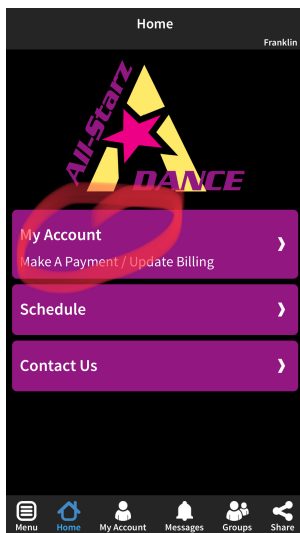 Home
Franklin
All-Starz
DANCE
My Account
Make A Payment / Update Billing
Schedule
Contact Us
Menu Home My Account Messages Groups Share